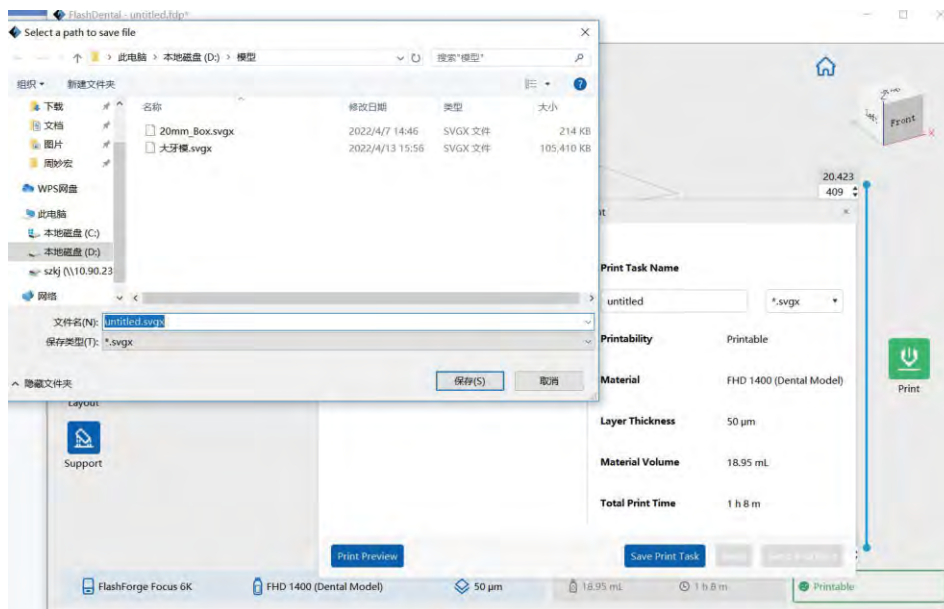 FlashDental - untitled.fdp*
Select a path to save file
此电脑 › 本地磁盘 (D:) › 模型
搜索"模型"
组织
新建文件夹
下载
文档
图片
周妙宏
WPS网盘
此电脑
本地磁盘 (C:)
本地磁盘 (D:)
szkj (\\10.90.23
网络
名称 修改日期 类型 大小
20mm_Box.svgx 2022/4/7 14:46 SVGX 文件 214 KB
大牙模.svgx 2022/4/13 15:56 SVGX 文件 105,410 KB
文件名(N): untitled.svgx
保存类型(T): *.svgx
隐藏文件夹
保存(S)
取消
Front
X
20.423
409
Print Task Name
untitled
*.svgx
Printability Printable
Material FHD 1400 (Dental Model)
Layer Thickness 50 μm
Material Volume 18.95 mL
Total Print Time 1 h 8 m
Print
Layout
Support
Print Preview
Save Print Task
FlashForge Focus 6K
FHD 1400 (Dental Model)
50 μm
18.95 mL
1 h 8 m
Printable